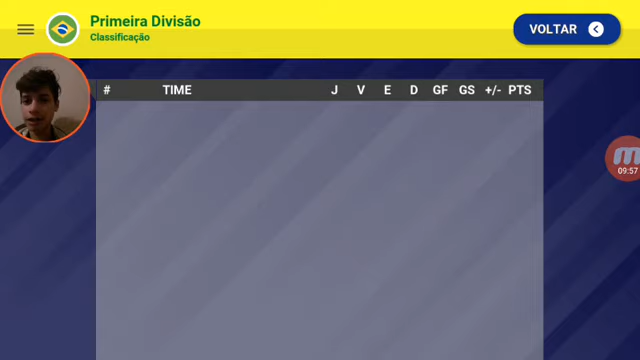 Primeira Divisão
Classificação
VOLTAR
# TIME J V E D GF GS +/- PTS
09:57